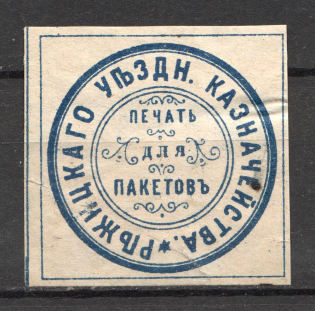 РѢЖИЦКАГО УѢЗДН. КАЗНАЧЕЙСТВА.
ПЕЧАТЬ
ДЛЯ
ПАКЕТОВЪ